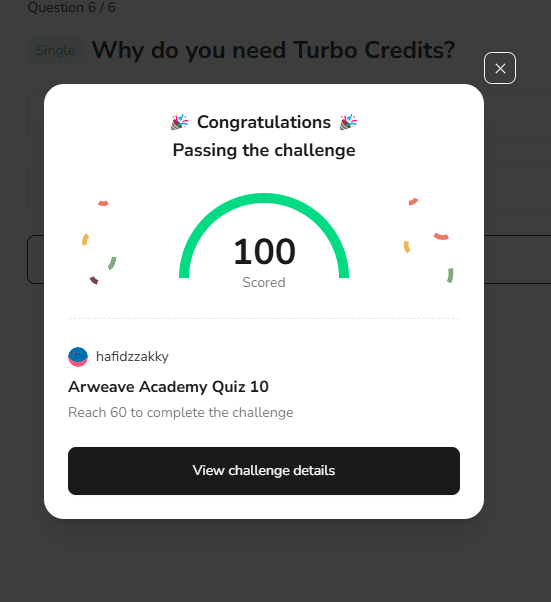 Question 6 / 6
Single Why do you need Turbo Credits?
🎉 Congratulations 🎉
Passing the challenge
100
Scored
hafidzzakky
Arweave Academy Quiz 10
Reach 60 to complete the challenge
View challenge details